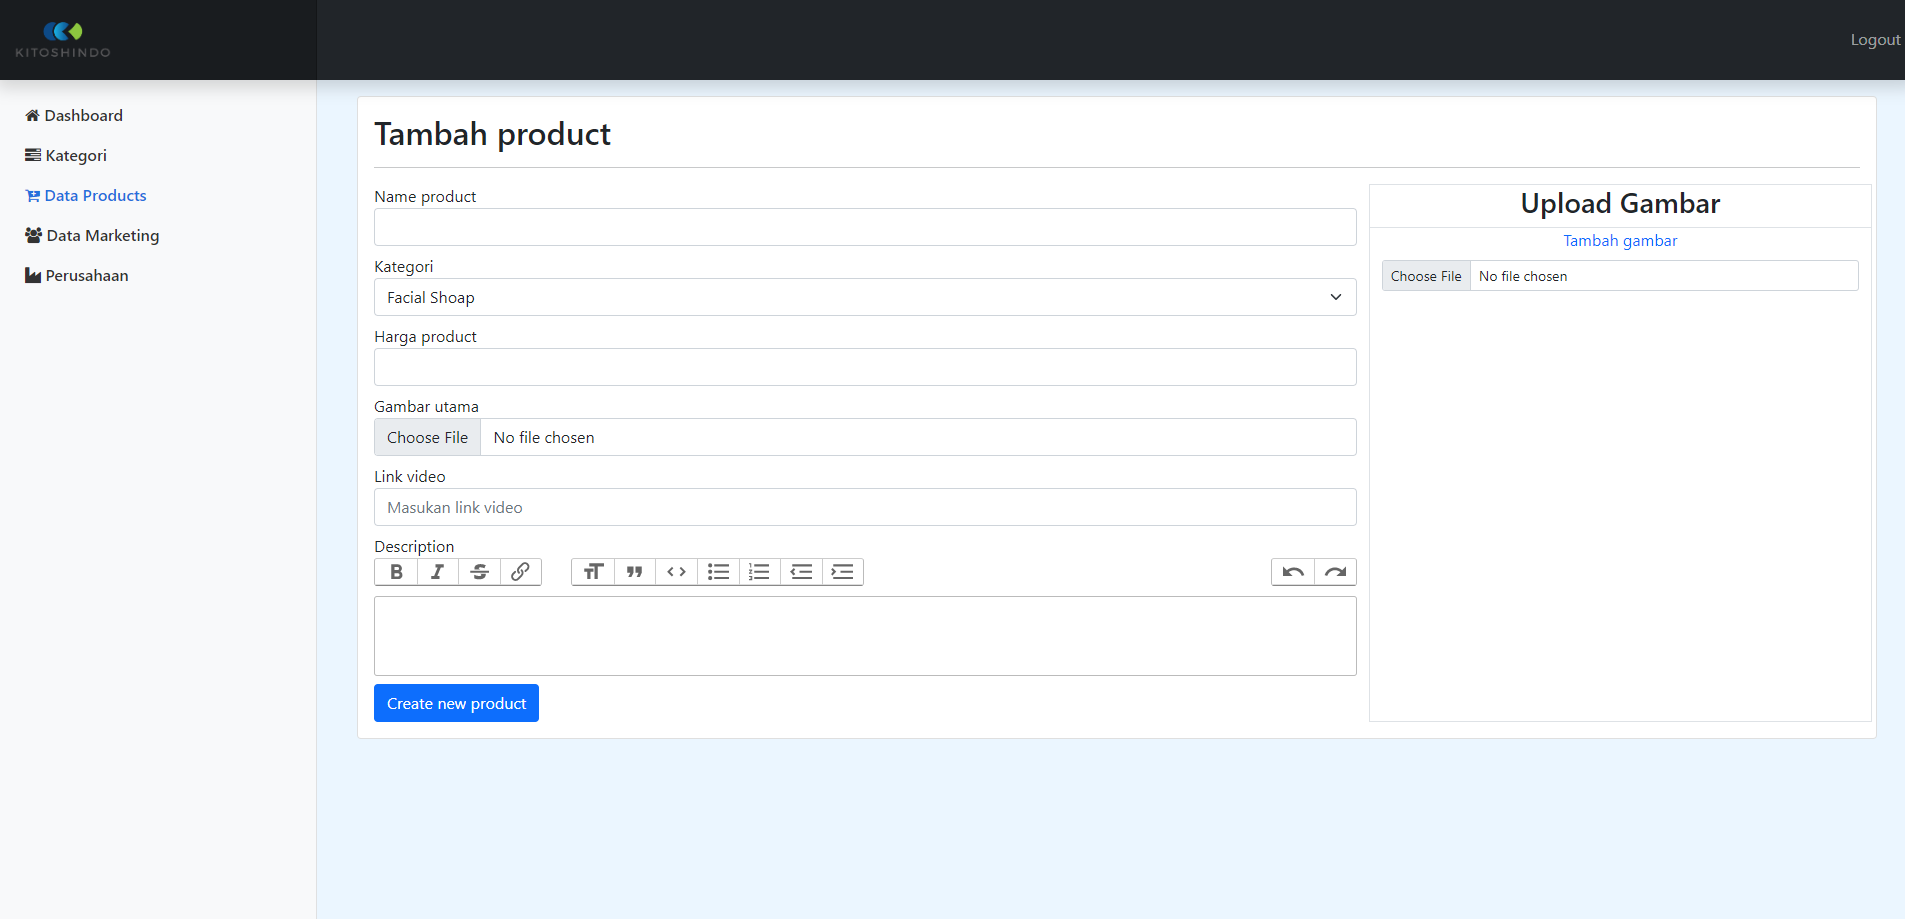 KITOSHINDO
Logout
Dashboard
Kategori
Data Products
Data Marketing
Perusahaan
Tambah product
Name product
Kategori
Facial Shoap
Harga product
Gambar utama
Choose File No file chosen
Link video
Masukan link video
Description
Create new product
Upload Gambar
Tambah gambar
Choose File No file chosen